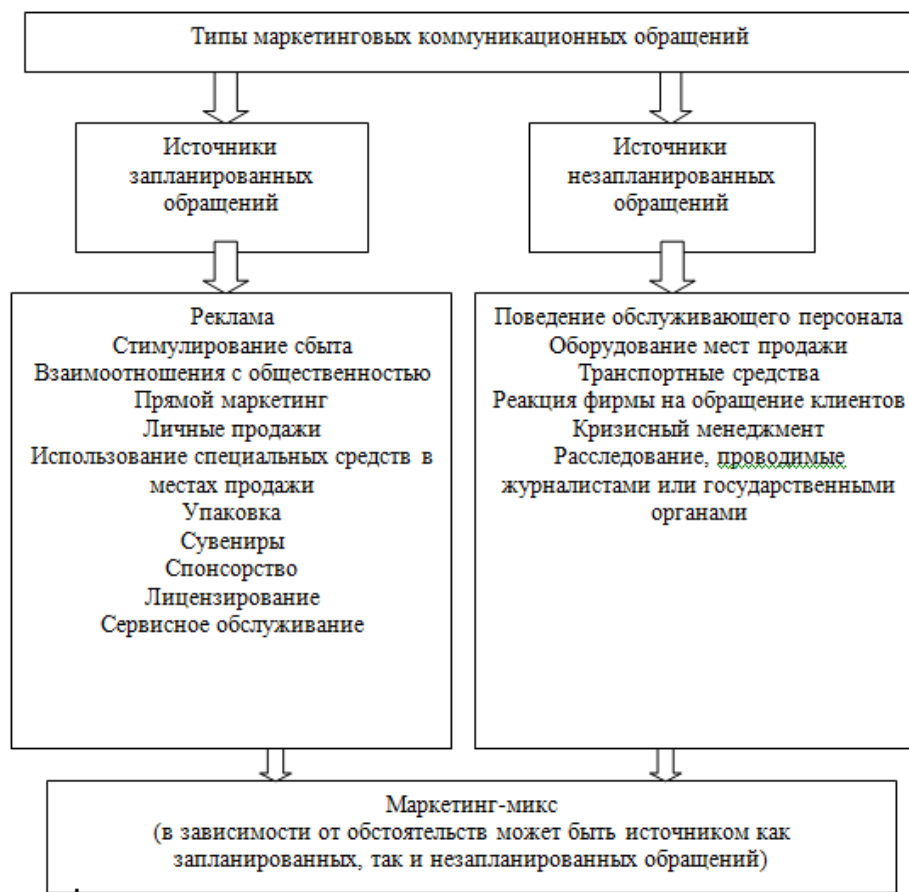 Типы маркетинговых коммуникационных обращений
Источники
запланированных
обращений
Источники
незапланированных
обращений
Реклама
Стимулирование сбыта
Взаимоотношения с общественностью
Прямой маркетинг
Личные продажи
Использование специальных средств в
местах продажи
Упаковка
Сувениры
Спонсорство
Лицензирование
Сервисное обслуживание
Поведение обслуживающего персонала
Оборудование мест продажи
Транспортные средства
Реакция фирмы на обращение клиентов
Кризисный менеджмент
Расследование, проводимые
журналистами или государственными
органами
Маркетинг-микс
(в зависимости от обстоятельств может быть источником как
запланированных, так и незапланированных обращений)